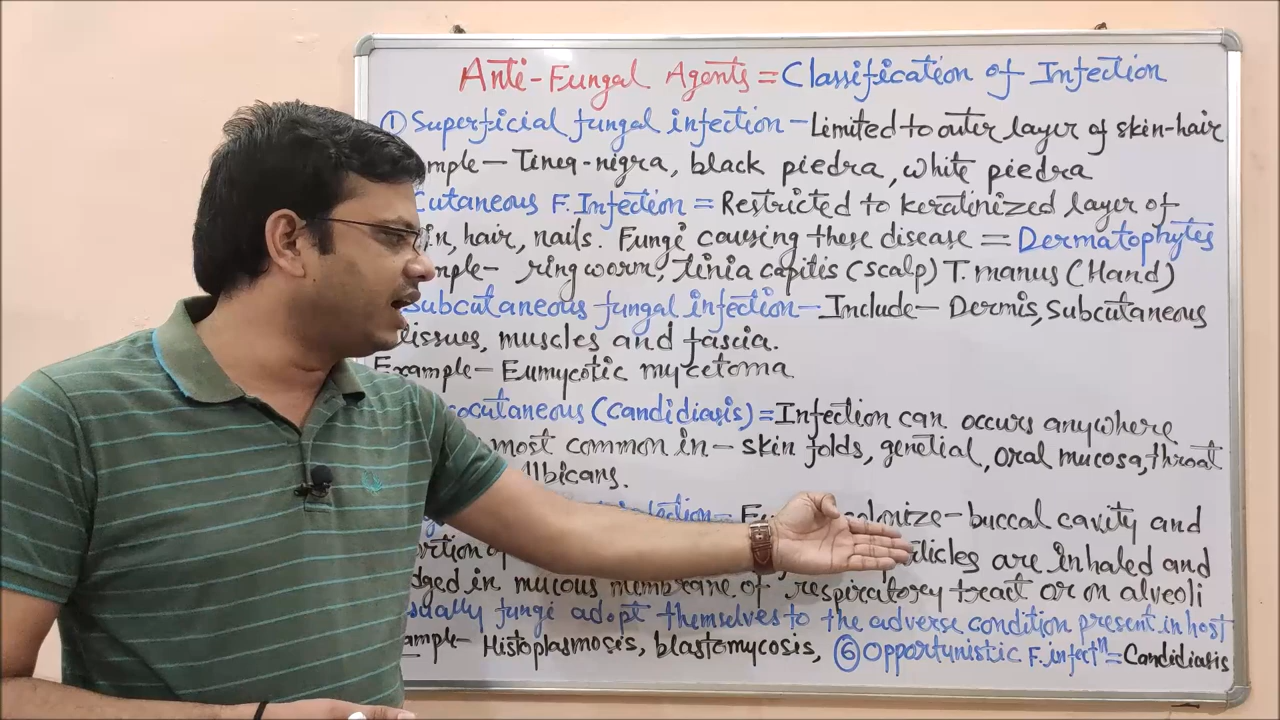 Anti-Fungal Agents = Classification of Infection
① Superficial fungal infection - Limited to outer layer of skin-hair
mple - Tinea-nigra, black piedra, white piedra
Cutaneous F. Infection = Restricted to keratinized layer of
in, hair, nails. Fungi causing these disease = Dermatophytes
mple - ring worm, tinia capitis (scalp) T. manus (Hand)
Subcutaneous fungal infection - Include - Dermis, Subcutaneous
tissues, muscles and fascia.
Example - Eumycotic mycetoma
ocutaneous (candidiasis) = Infection can occurs anywhere
most common in - skin folds, genetial, oral mucosa, throat
Albicans.
infection = colonize - buccal cavity and
rtion of ticles are inhaled and
dged in mucous membrane of respiratory tract or on alveoli
sually fungi adopt themselves to the adverse condition present in host
ample - Histoplasmosis, blastomycosis, ⑥ Opportunistic F. infectⁿ = Candidiasis